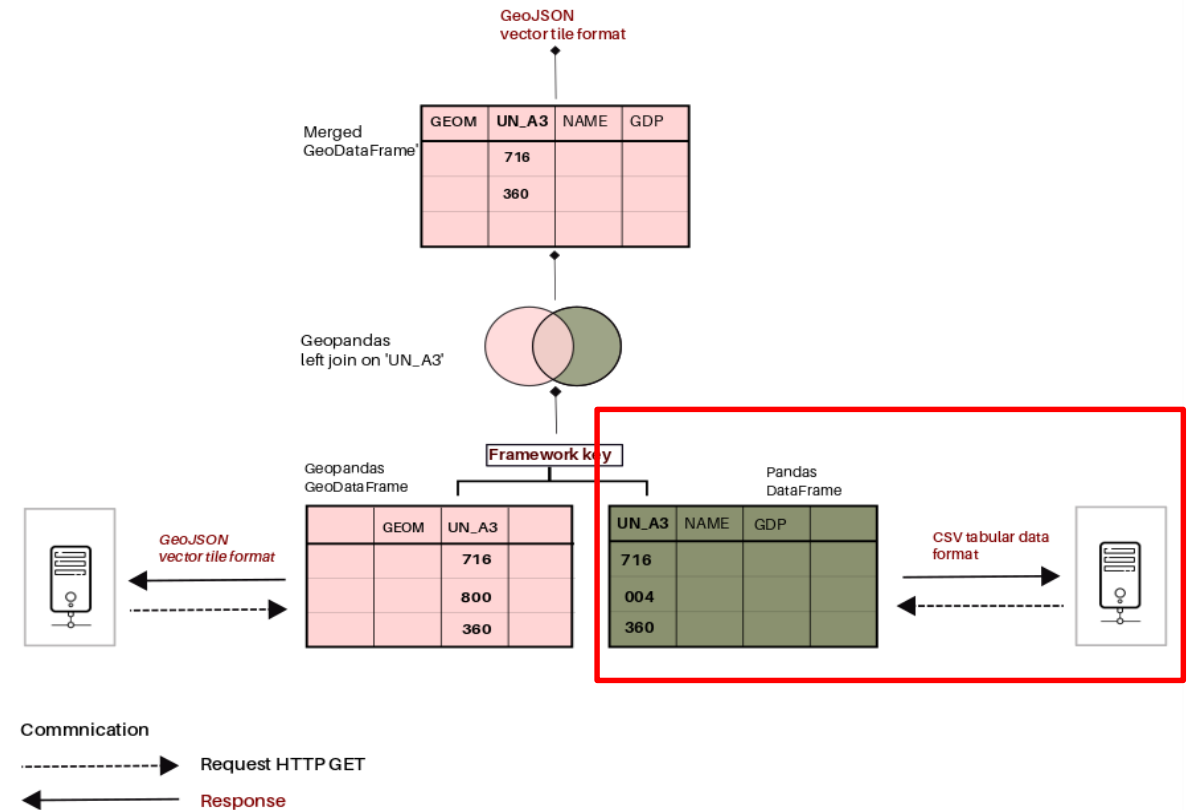 GeoJSON
vector tile format
Merged
GeoDataFrame'
GEOM UN_A3 NAME GDP
716
360
Geopandas
left join on 'UN_A3'
Framework key
Geopandas
GeoDataFrame
Pandas
DataFrame
GEOM UN_A3
716
800
360
UN_A3 NAME GDP
716
004
360
GeoJSON
vector tile format
CSV tabular data
format
Commnication
Request HTTP GET
Response